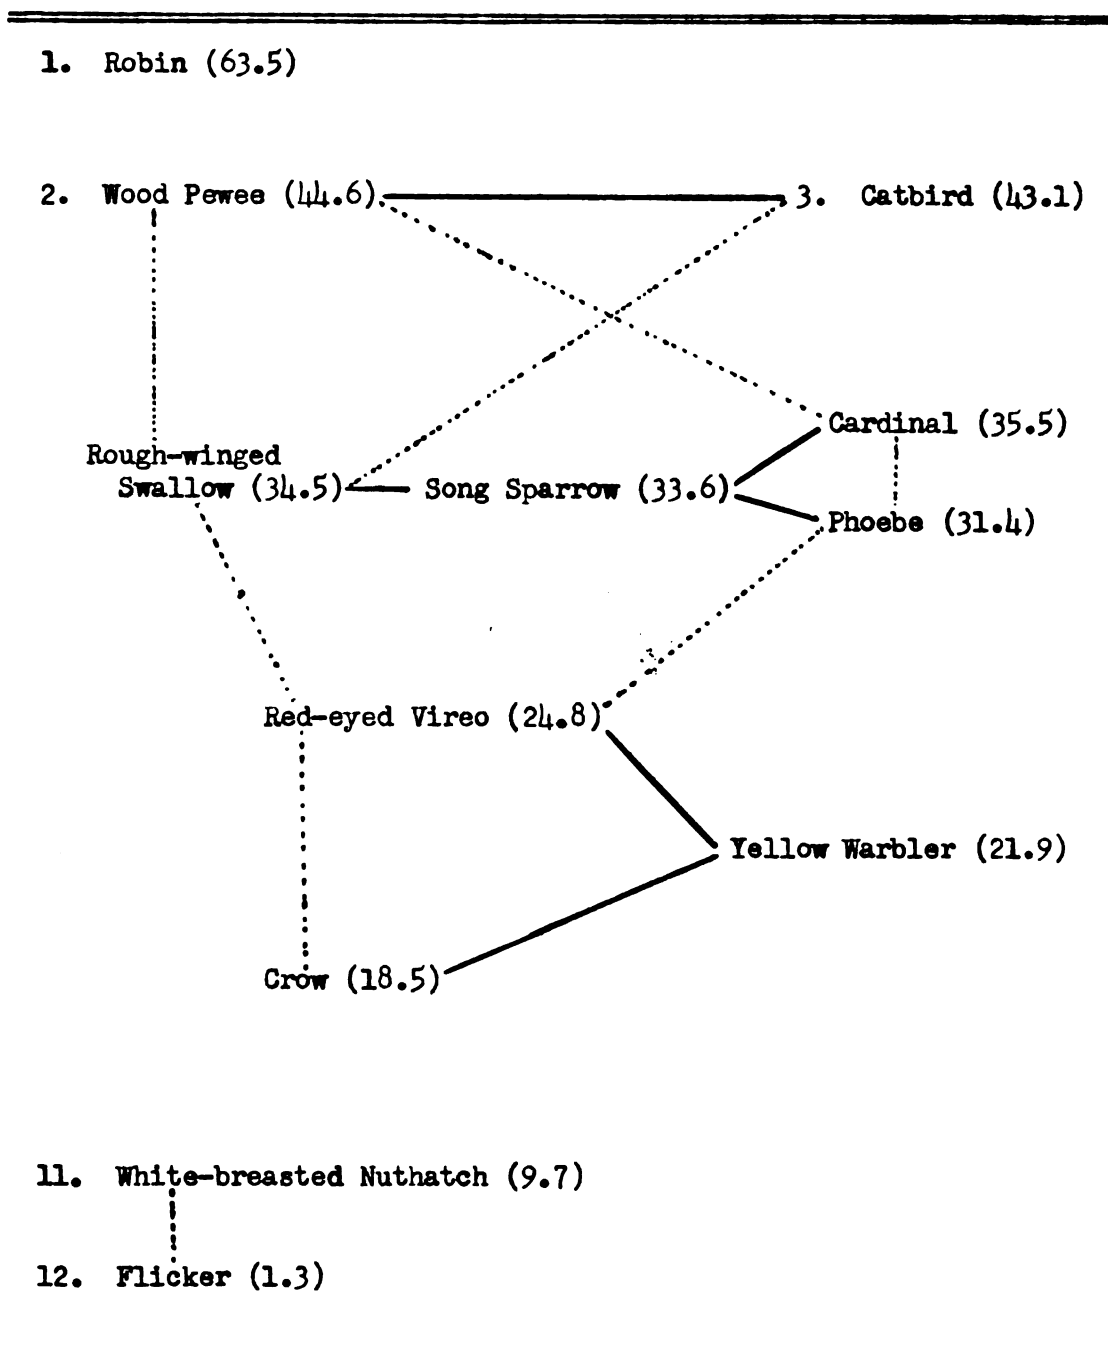 1. Robin (63.5)
2. Wood Pewee (44.6)
3. Catbird (43.1)
Cardinal (35.5)
Rough-winged
Swallow (34.5)
Song Sparrow (33.6)
Phoebe (31.4)
Red-eyed Vireo (24.8)
Yellow Warbler (21.9)
Crow (18.5)
11. White-breasted Nuthatch (9.7)
12. Flicker (1.3)